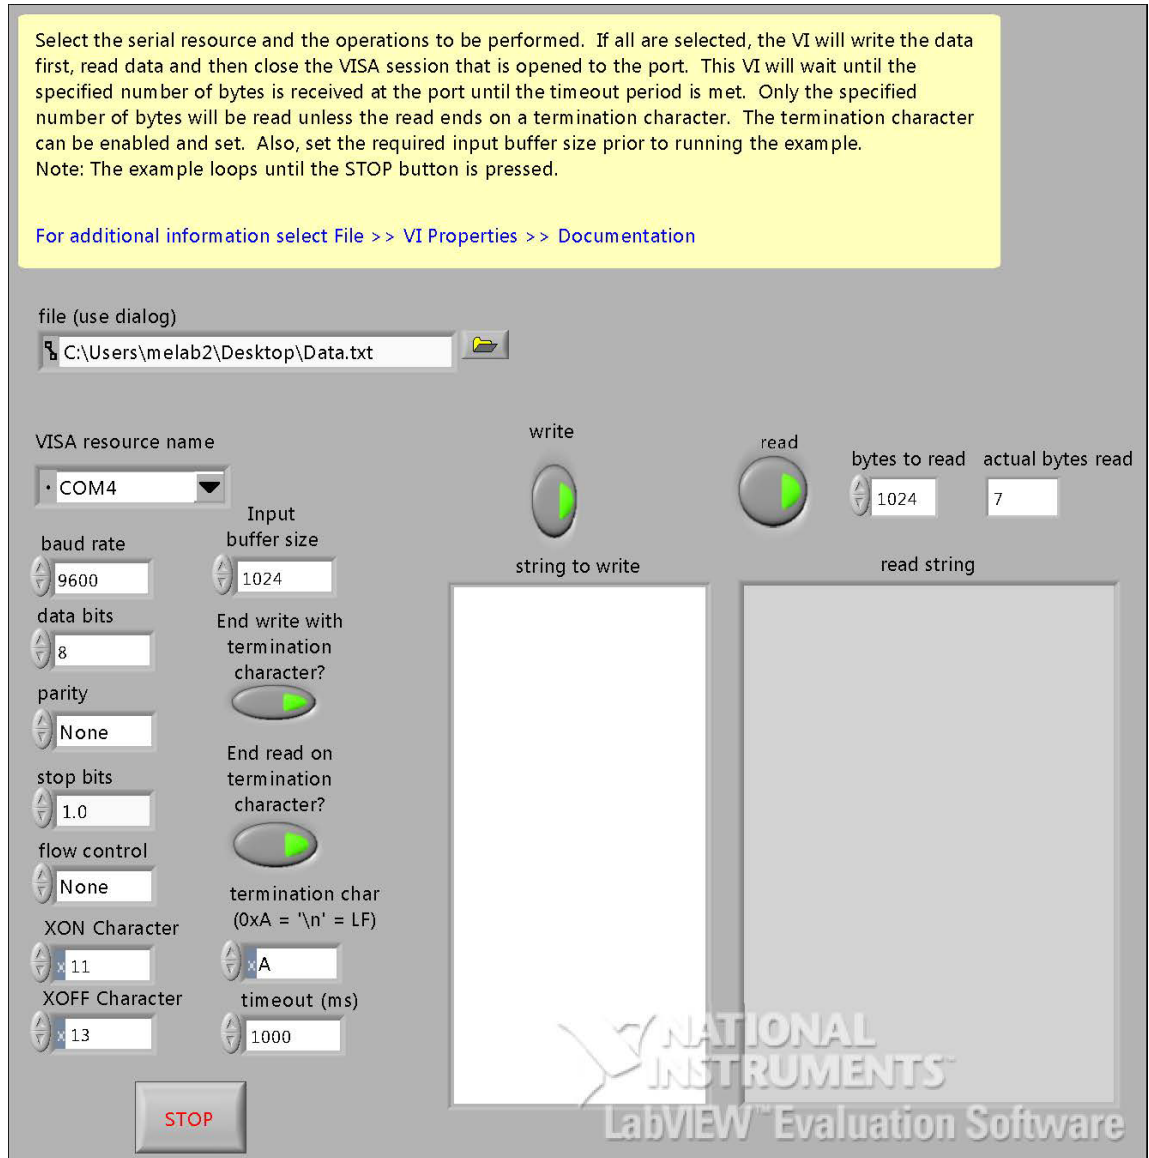 Select the serial resource and the operations to be performed.  If all are selected, the VI will write the data
first, read data and then close the VISA session that is opened to the port.  This VI will wait until the
specified number of bytes is received at the port until the timeout period is met.  Only the specified
number of bytes will be read unless the read ends on a termination character.  The termination character
can be enabled and set.  Also, set the required input buffer size prior to running the example.
Note: The example loops until the STOP button is pressed.
For additional information select File >> VI Properties >> Documentation
file (use dialog)
C:\Users\melab2\Desktop\Data.txt
VISA resource name
COM4
baud rate
9600
data bits
8
parity
None
stop bits
1.0
flow control
None
XON Character
x 11
XOFF Character
x 13
Input
buffer size
1024
End write with
termination
character?
End read on
termination
character?
termination char
(0xA = '\n' = LF)
x A
timeout (ms)
1000
STOP
write
string to write
read
bytes to read
1024
actual bytes read
7
read string
NATIONAL
INSTRUMENTS™
LabVIEW™ Evaluation Software